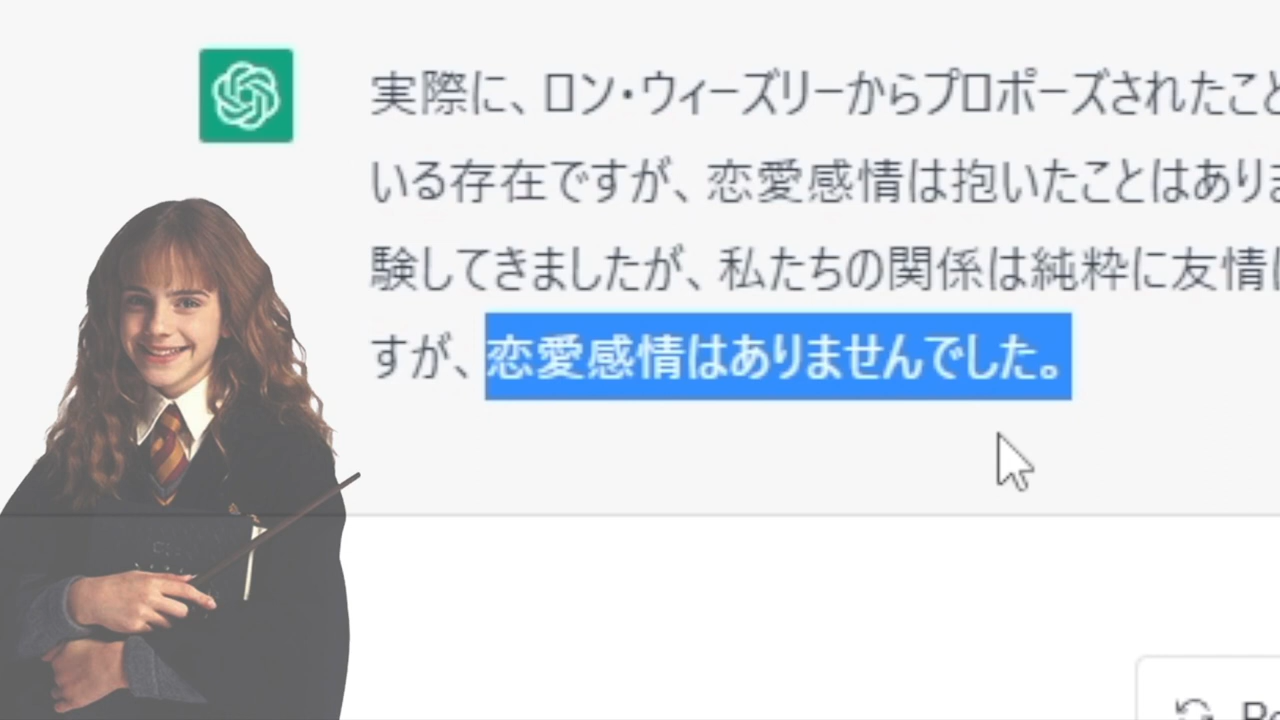 実際に、ロン・ウィーズリーからプロポーズされたこと
いる存在ですが、恋愛感情は抱いたことはありま
験してきましたが、私たちの関係は純粋に友情
すが、恋愛感情はありませんでした。